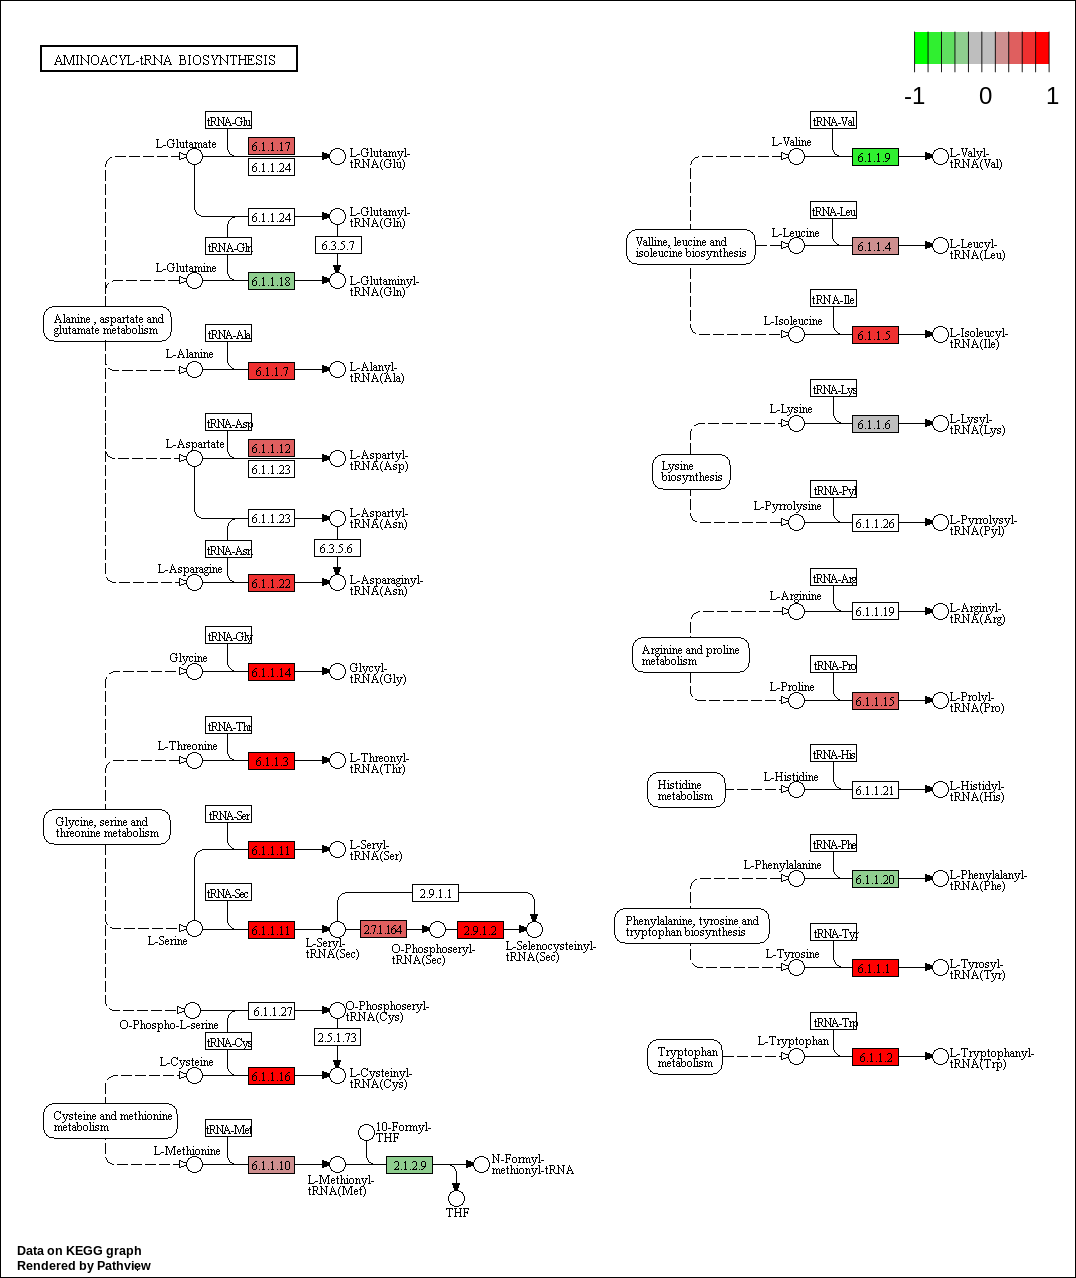 AMINOACYL-tRNA BIOSYNTHESIS
-1 0 1
tRNA-Glu
L-Glutamate
6.1.1.17
6.1.1.24
L-Glutamyl-
tRNA(Glu)
6.1.1.24
L-Glutamyl-
tRNA(Gln)
tRNA-Gln
6.3.5.7
L-Glutamine
6.1.1.18
L-Glutaminyl-
tRNA(Gln)
Alanine , aspartate and
glutamate metabolism
tRNA-Ala
L-Alanine
6.1.1.7
L-Alanyl-
tRNA(Ala)
tRNA-Asp
L-Aspartate
6.1.1.12
6.1.1.23
L-Aspartyl-
tRNA(Asp)
6.1.1.23
L-Aspartyl-
tRNA(Asn)
tRNA-Asn
6.3.5.6
L-Asparagine
6.1.1.22
L-Asparaginyl-
tRNA(Asn)
tRNA-Gly
Glycine
6.1.1.14
Glycyl-
tRNA(Gly)
tRNA-Thr
L-Threonine
6.1.1.3
L-Threonyl-
tRNA(Thr)
Glycine, serine and
threonine metabolism
tRNA-Ser
6.1.1.11
L-Seryl-
tRNA(Ser)
tRNA-Sec
L-Serine
6.1.1.11
L-Seryl-
tRNA(Sec)
2.9.1.1
2.7.1.164
O-Phosphoseryl-
tRNA(Sec)
2.9.1.2
L-Selenocysteinyl-
tRNA(Sec)
O-Phospho-L-serine
6.1.1.27
O-Phosphoseryl-
tRNA(Cys)
tRNA-Cys
2.5.1.73
L-Cysteine
6.1.1.16
L-Cysteinyl-
tRNA(Cys)
Cysteine and methionine
metabolism
tRNA-Met
L-Methionine
6.1.1.10
L-Methionyl-
tRNA(Met)
10-Formyl-
THF
2.1.2.9
N-Formyl-
methionyl-tRNA
THF
tRNA-Val
L-Valine
6.1.1.9
L-Valyl-
tRNA(Val)
tRNA-Leu
L-Leucine
6.1.1.4
L-Leucyl-
tRNA(Leu)
Valline, leucine and
isoleucine biosynthesis
tRNA-Ile
L-Isoleucine
6.1.1.5
L-Isoleucyl-
tRNA(Ile)
tRNA-Lys
L-Lysine
6.1.1.6
L-Lysyl-
tRNA(Lys)
Lysine
biosynthesis
tRNA-Pyl
L-Pyrrolysine
6.1.1.26
L-Pyrrolysyl-
tRNA(Pyl)
tRNA-Arg
L-Arginine
6.1.1.19
L-Arginyl-
tRNA(Arg)
Arginine and proline
metabolism
tRNA-Pro
L-Proline
6.1.1.15
L-Prolyl-
tRNA(Pro)
tRNA-His
Histidine
metabolism
L-Histidine
6.1.1.21
L-Histidyl-
tRNA(His)
tRNA-Phe
L-Phenylalanine
6.1.1.20
L-Phenylalanyl-
tRNA(Phe)
Phenylalanine, tyrosine and
tryptophan biosynthesis
tRNA-Tyr
L-Tyrosine
6.1.1.1
L-Tyrosyl-
tRNA(Tyr)
tRNA-Trp
Tryptophan
metabolism
L-Tryptophan
6.1.1.2
L-Tryptophanyl-
tRNA(Trp)
Data on KEGG graph
Rendered by Pathview